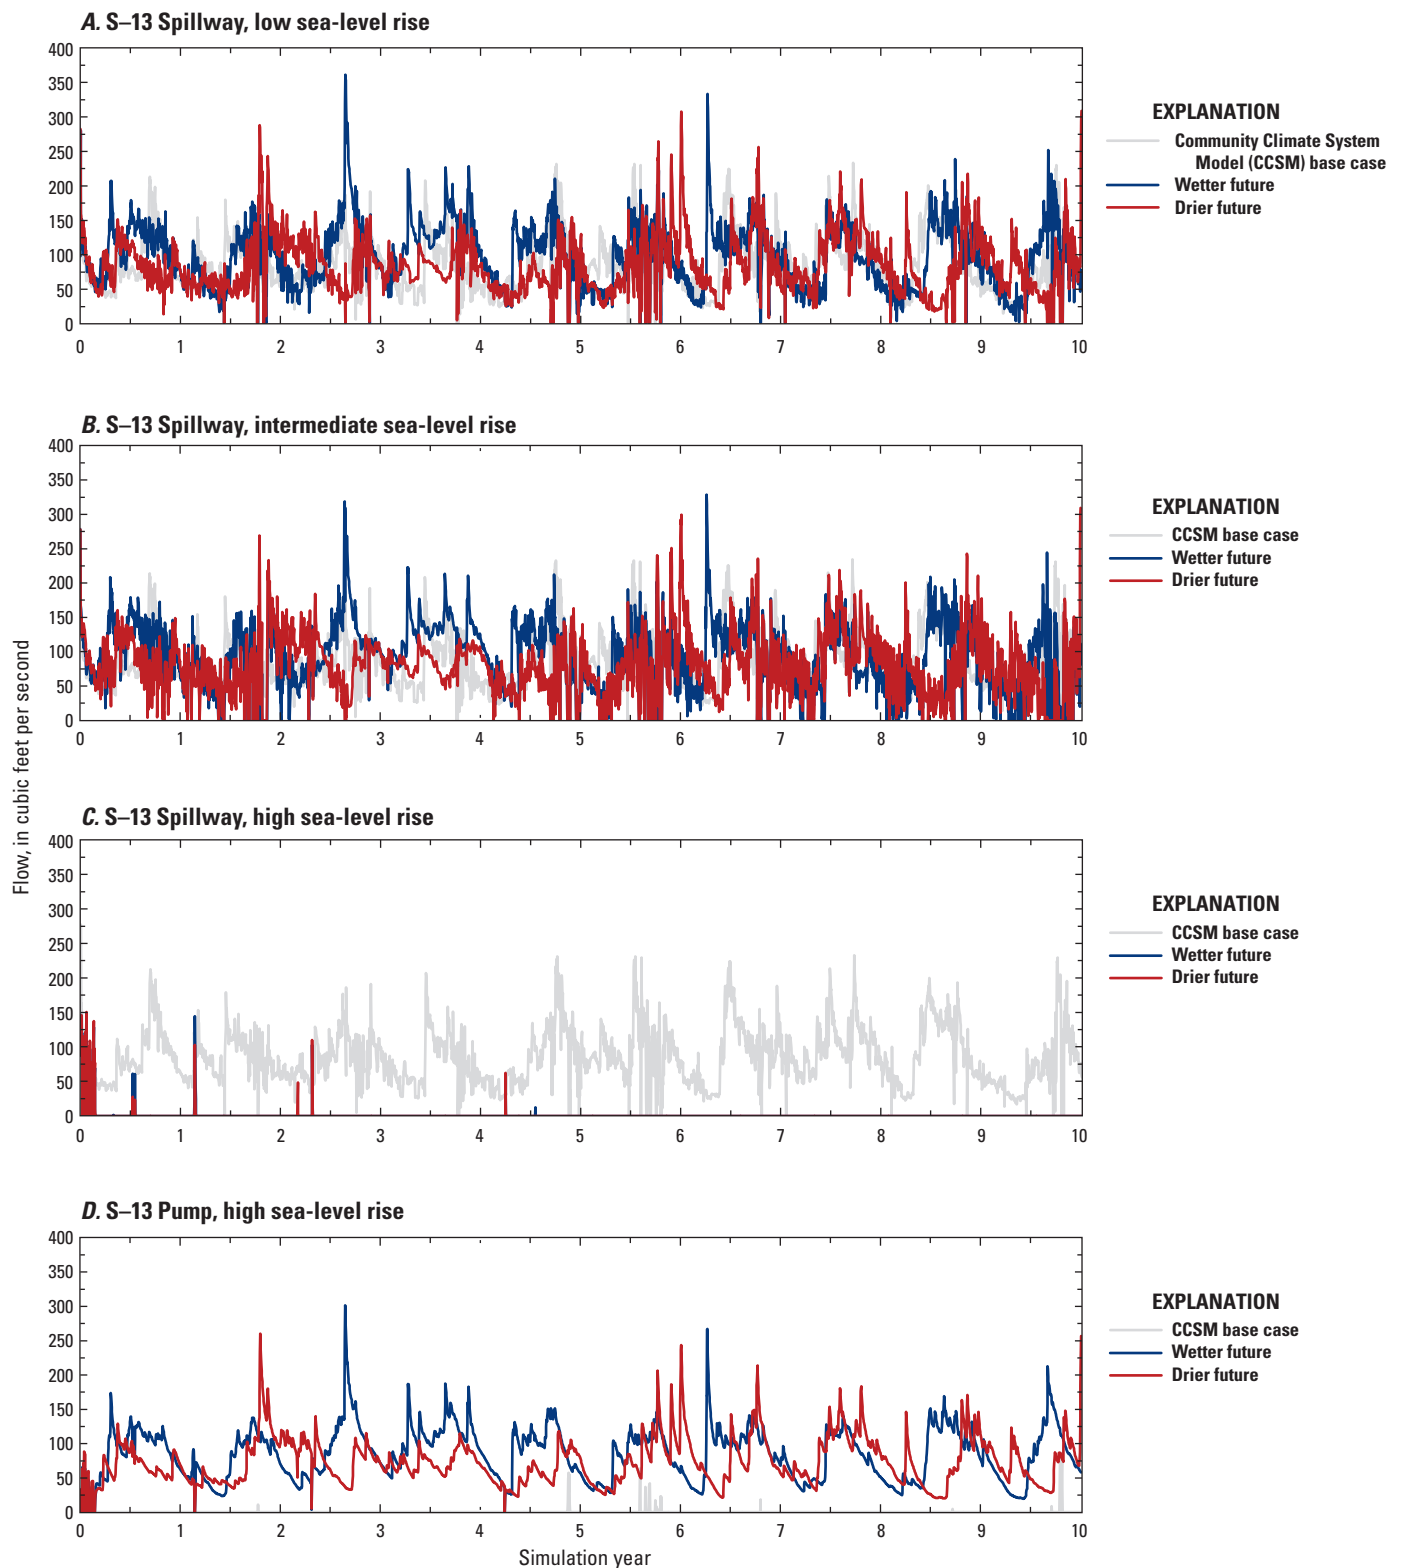 A. S–13 Spillway, low sea-level rise
400
350
300
250
200
150
100
50
0
0 1 2 3 4 5 6 7 8 9 10
EXPLANATION
Community Climate System
Model (CCSM) base case
Wetter future
Drier future
B. S–13 Spillway, intermediate sea-level rise
400
350
300
250
200
150
100
50
0
0 1 2 3 4 5 6 7 8 9 10
EXPLANATION
CCSM base case
Wetter future
Drier future
Flow, in cubic feet per second
C. S–13 Spillway, high sea-level rise
400
350
300
250
200
150
100
50
0
0 1 2 3 4 5 6 7 8 9 10
EXPLANATION
CCSM base case
Wetter future
Drier future
D. S–13 Pump, high sea-level rise
400
350
300
250
200
150
100
50
0
0 1 2 3 4 5 6 7 8 9 10
EXPLANATION
CCSM base case
Wetter future
Drier future
Simulation year